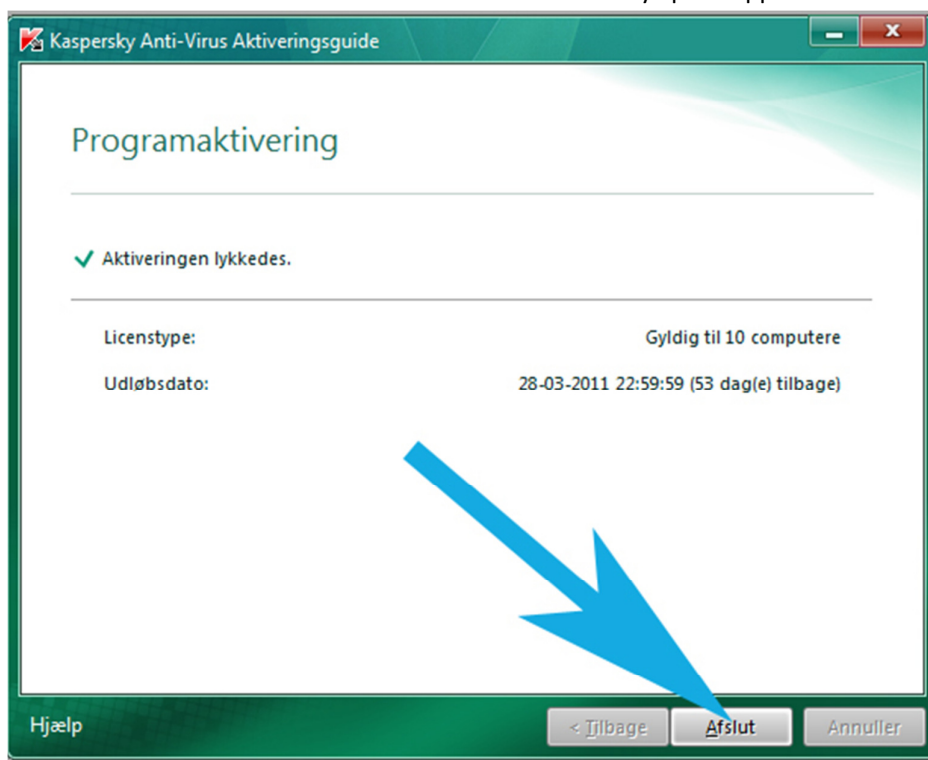 Kaspersky Anti-Virus Aktiveringsguide
Programaktivering
Aktiveringen lykkedes.
Licenstype: Gyldig til 10 computere
Udløbsdato: 28-03-2011 22:59:59 (53 dag(e) tilbage)
Hjælp < Tilbage Afslut Annuller